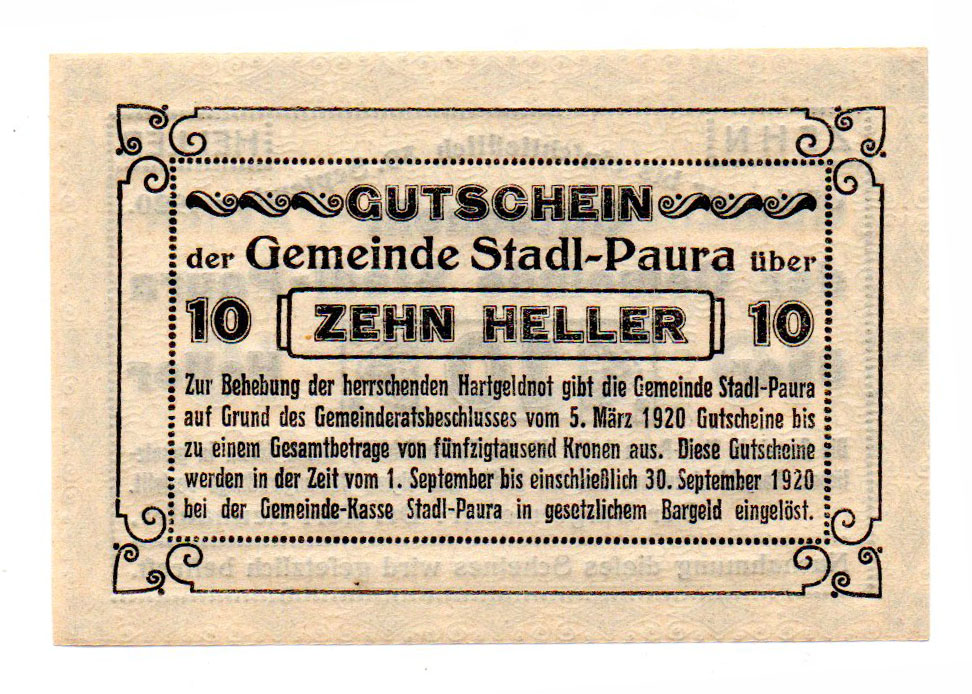 GUTSCHEIN
der Gemeinde Stadl-Paura über
10 ZEHN HELLER 10
Zur Behebung der herrschenden Hartgeldnot gibt die Gemeinde Stadl-Paura
auf Grund des Gemeinderatsbeschlusses vom 5. März 1920 Gutscheine bis
zu einem Gesamtbetrage von fünfzigtausend Kronen aus. Diese Gutscheine
werden in der Zeit vom 1. September bis einschließlich 30. September 1920
bei der Gemeinde-Kasse Stadl-Paura in gesetzlichem Bargeld eingelöst.